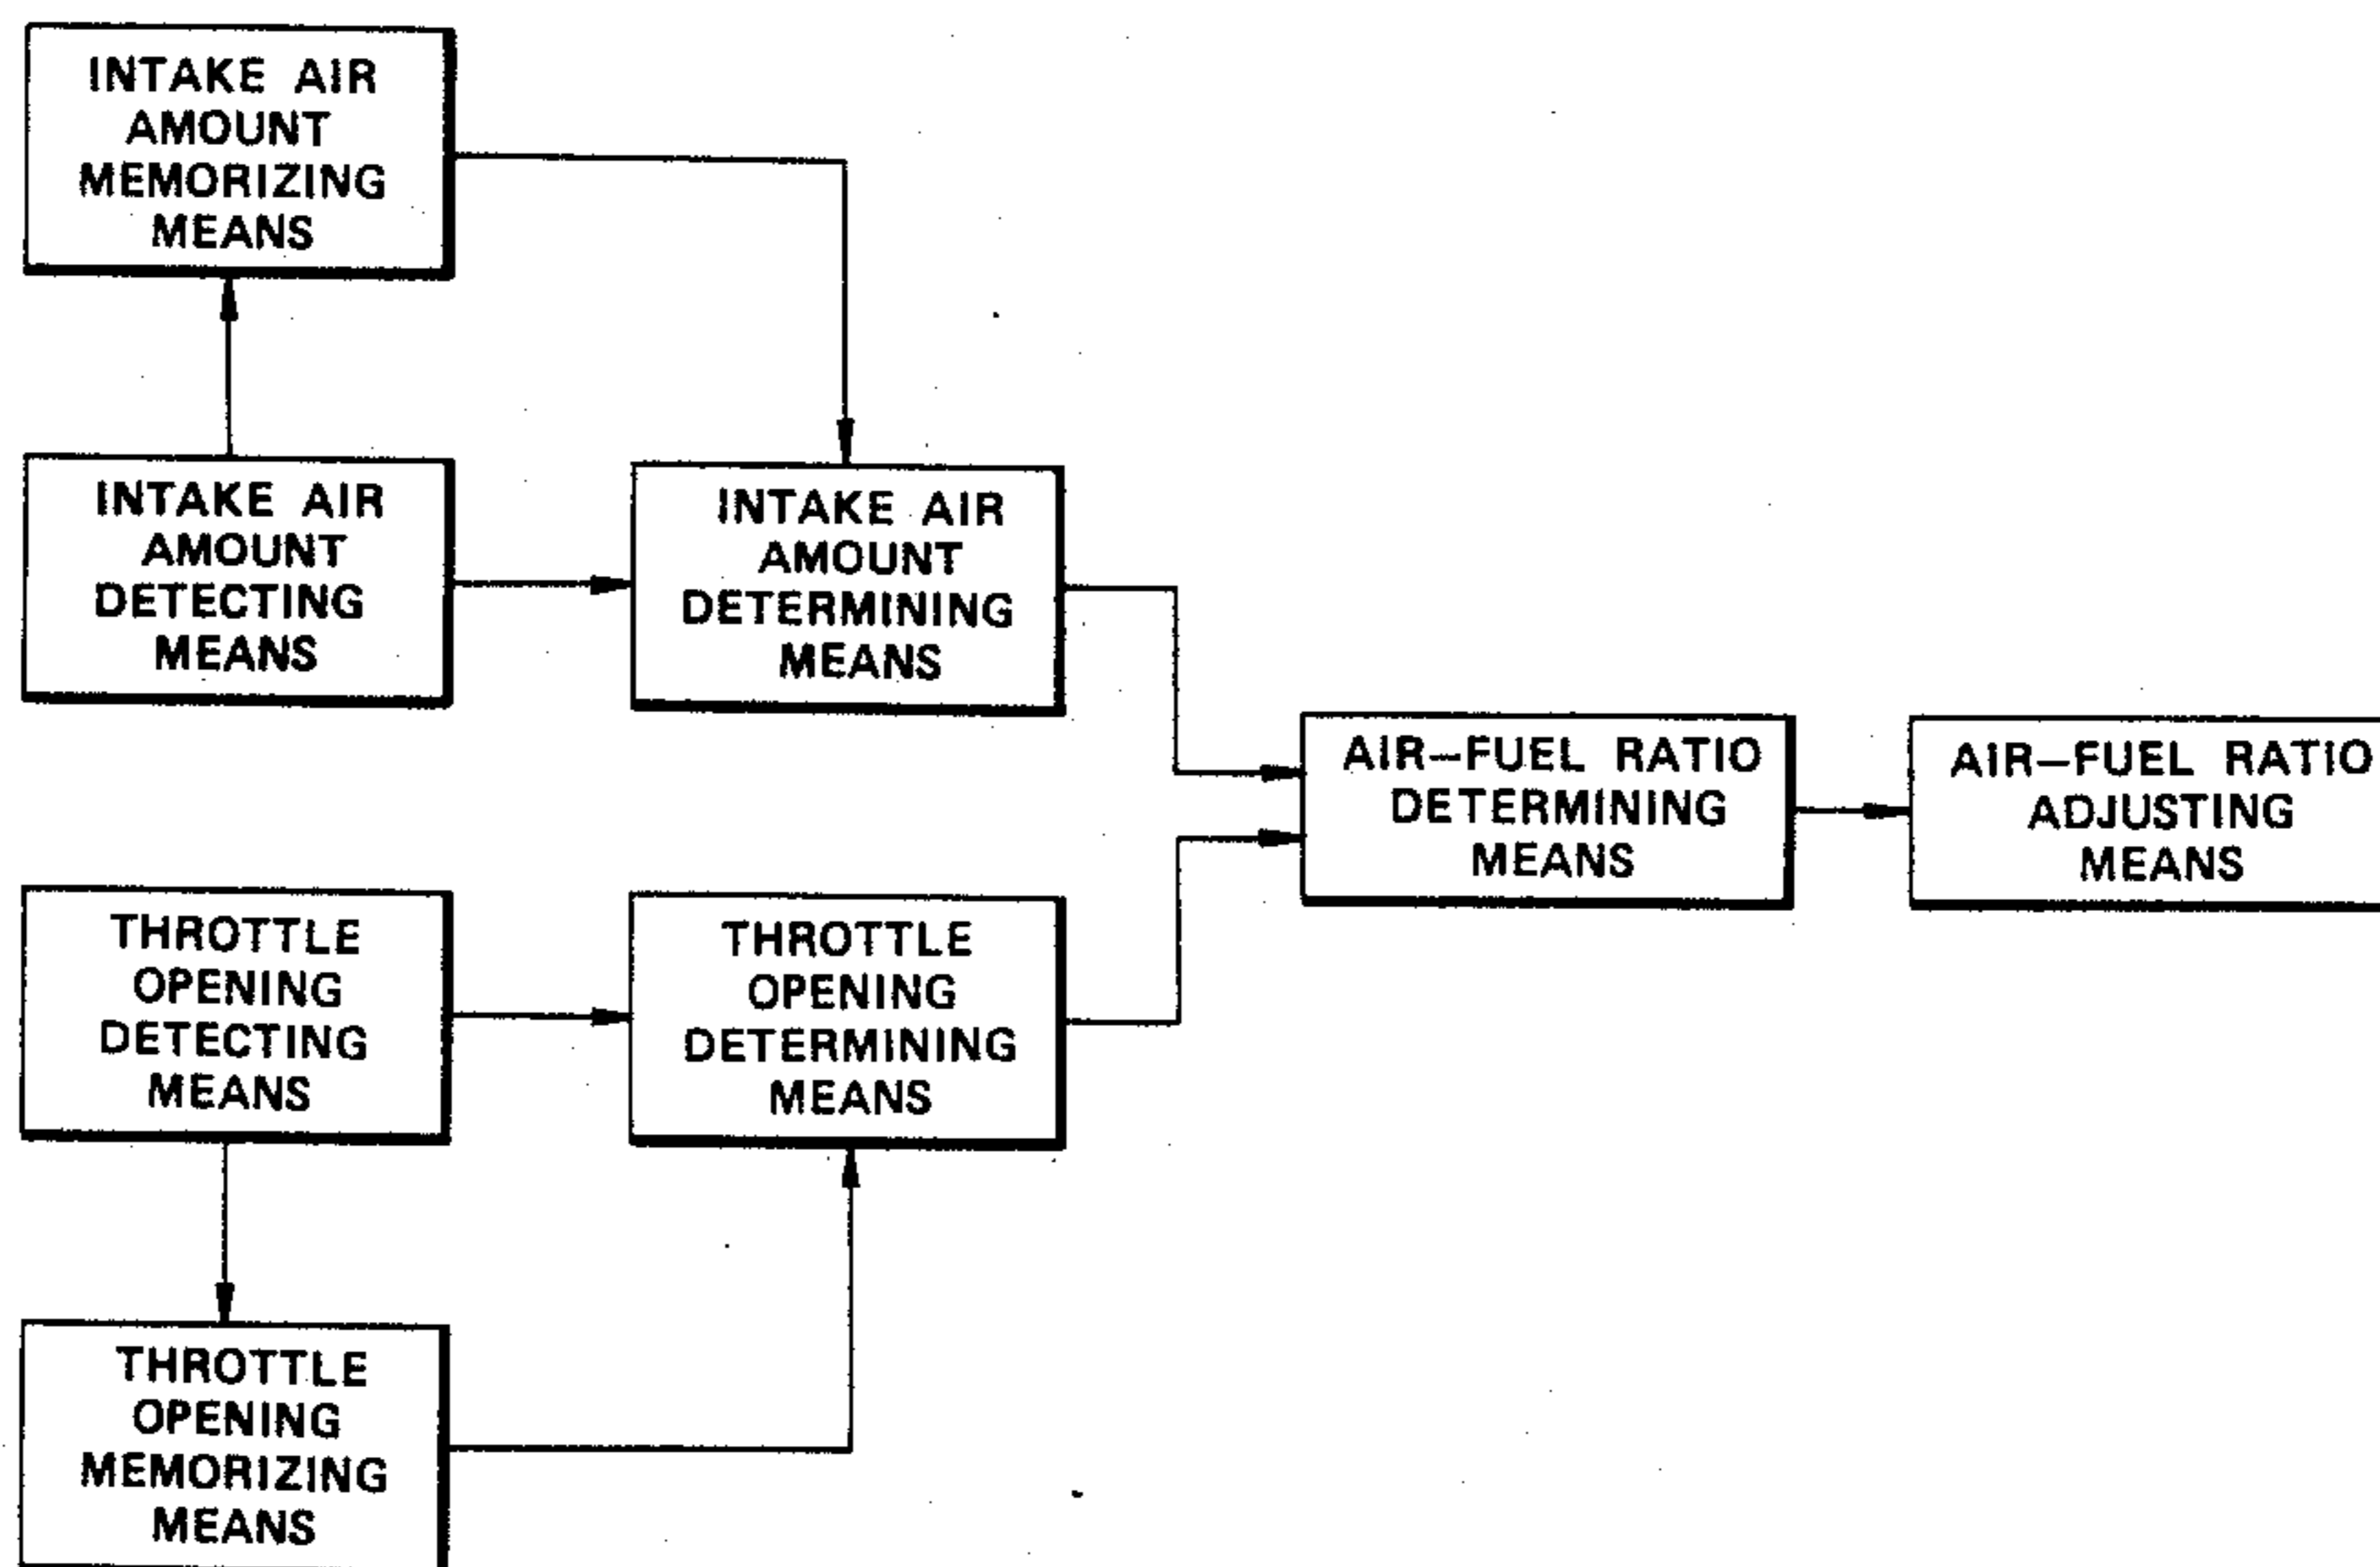 INTAKE AIR
AMOUNT
MEMORIZING
MEANS
INTAKE AIR
AMOUNT
DETECTING
MEANS
INTAKE AIR
AMOUNT
DETERMINING
MEANS
AIR-FUEL RATIO
DETERMINING
MEANS
AIR-FUEL RATIO
ADJUSTING
MEANS
THROTTLE
OPENING
DETECTING
MEANS
THROTTLE
OPENING
DETERMINING
MEANS
THROTTLE
OPENING
MEMORIZING
MEANS